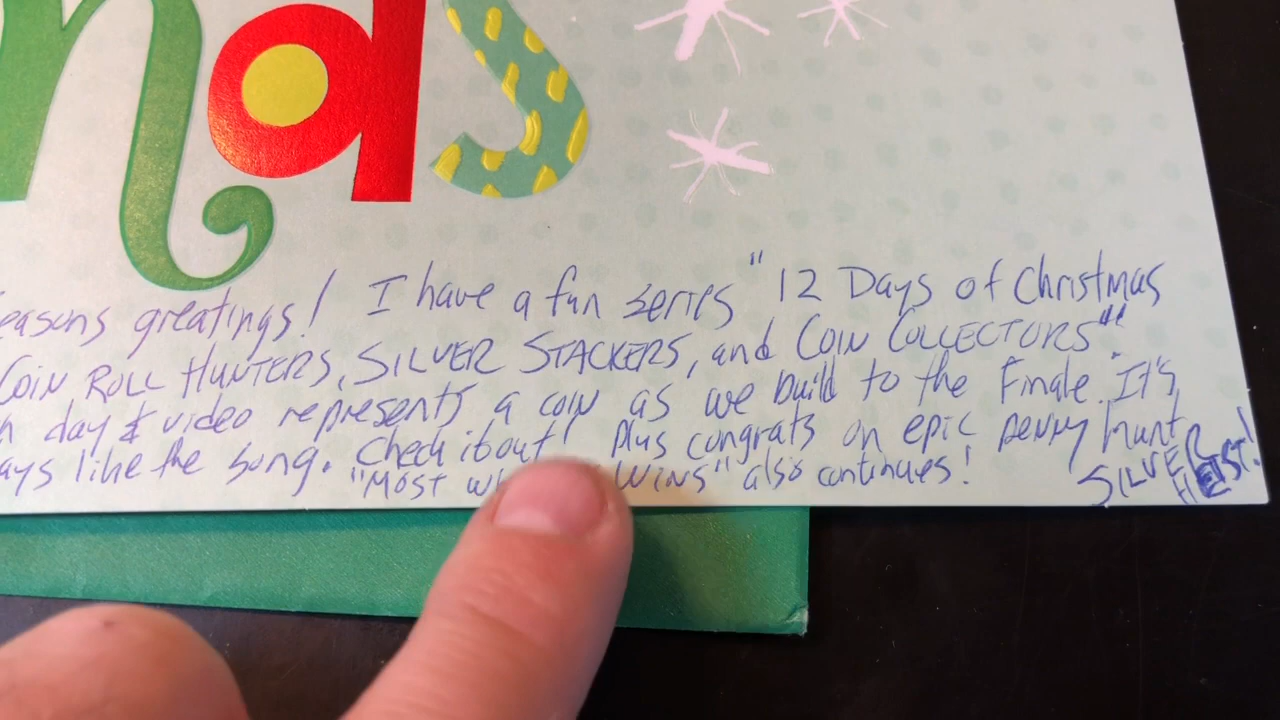 nds
easons greatings! I have a fun series "12 Days of Christmas
COIN ROLL HUNTERS, SILVER STACKERS, and COIN COLLECTORS".
day & video represents a coin as we build to the Finale. It's
ays like the song. Check it out! Plus congrats on epic penny hunt
"MOST WINS" also continues! SILVER
HEIST!